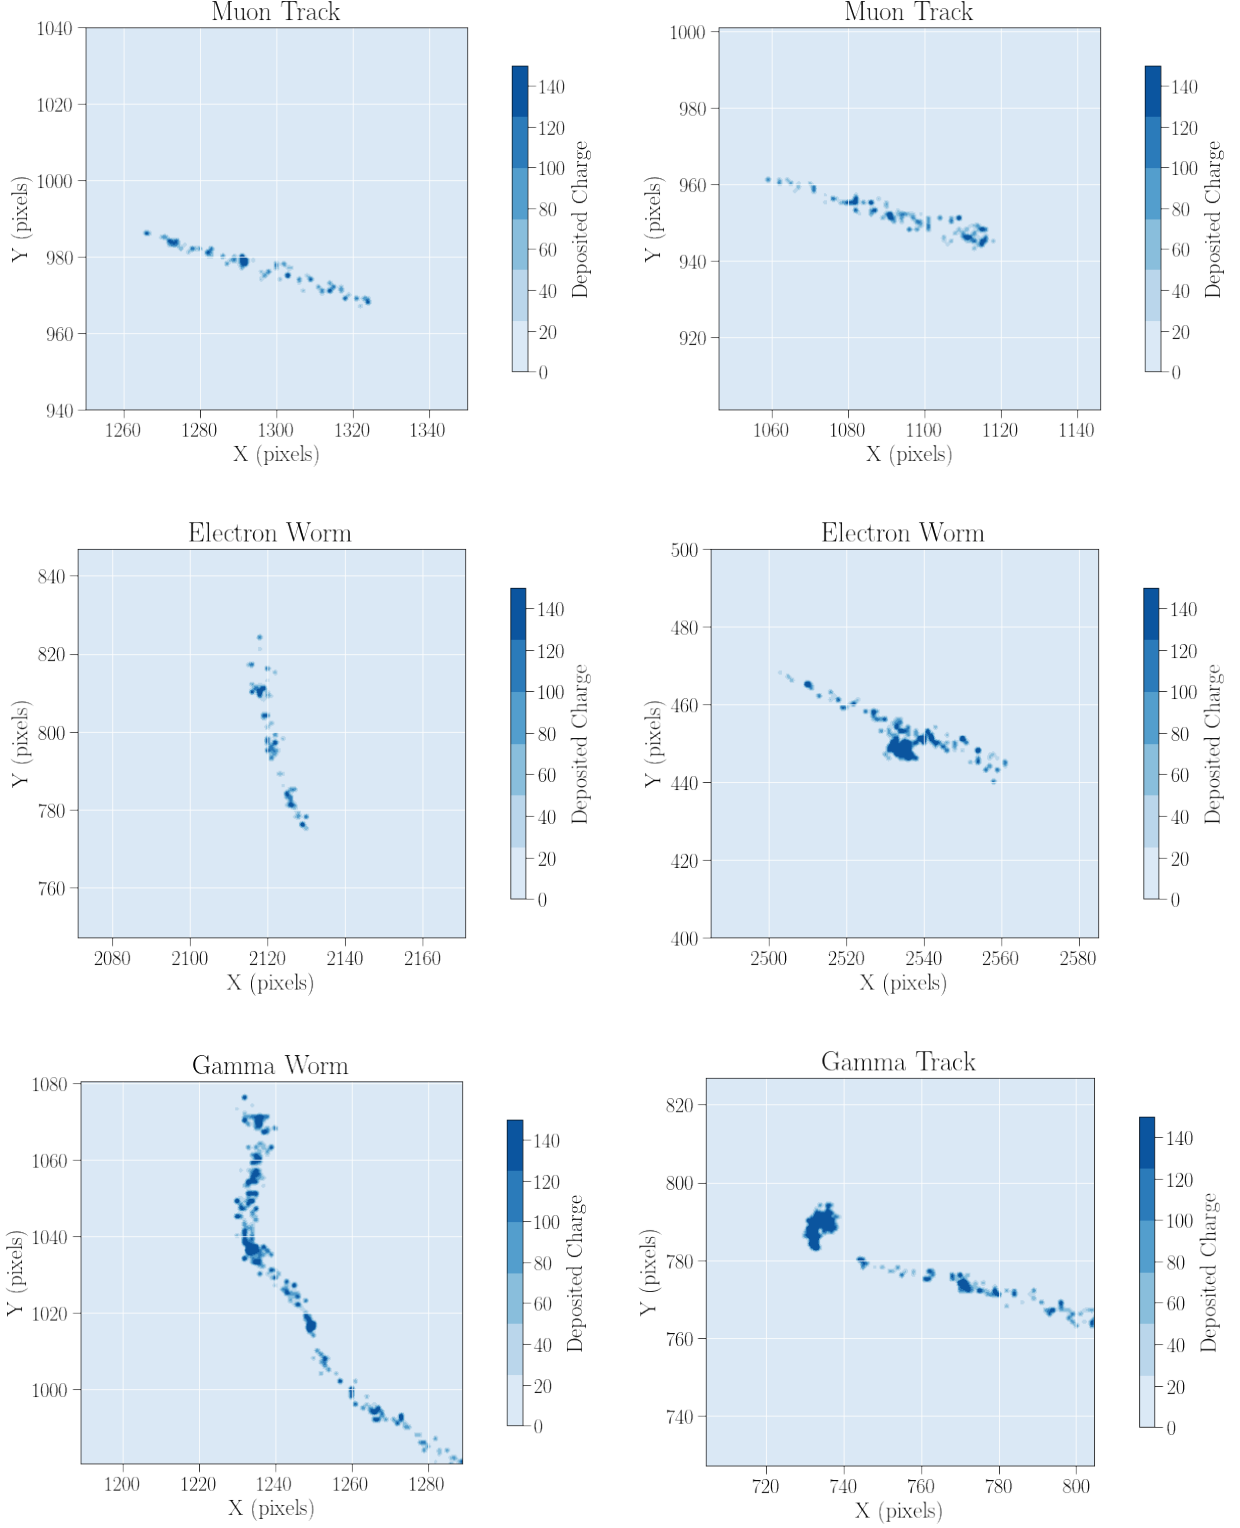 Muon Track
1040
1020
1000
980
960
940
Y (pixels)
1260 1280 1300 1320 1340
X (pixels)
140
120
100
80
60
40
20
0
Deposited Charge
Muon Track
1000
980
960
940
920
Y (pixels)
1060 1080 1100 1120 1140
X (pixels)
140
120
100
80
60
40
20
0
Deposited Charge
Electron Worm
840
820
800
780
760
Y (pixels)
2080 2100 2120 2140 2160
X (pixels)
140
120
100
80
60
40
20
0
Deposited Charge
Electron Worm
500
480
460
440
420
400
Y (pixels)
2500 2520 2540 2560 2580
X (pixels)
140
120
100
80
60
40
20
0
Deposited Charge
Gamma Worm
1080
1060
1040
1020
1000
Y (pixels)
1200 1220 1240 1260 1280
X (pixels)
140
120
100
80
60
40
20
0
Deposited Charge
Gamma Track
820
800
780
760
740
Y (pixels)
720 740 760 780 800
X (pixels)
140
120
100
80
60
40
20
0
Deposited Charge